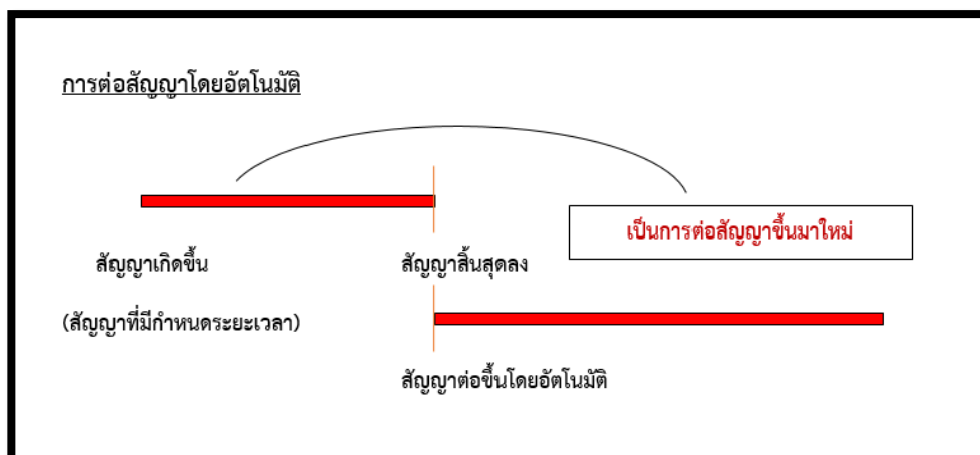 การต่อสัญญาโดยอัตโนมัติ
เป็นการต่อสัญญาขึ้นมาใหม่
สัญญาเกิดขึ้น
สัญญาสิ้นสุดลง
(สัญญาที่มีกำหนดระยะเวลา)
สัญญาต่อขึ้นโดยอัตโนมัติ